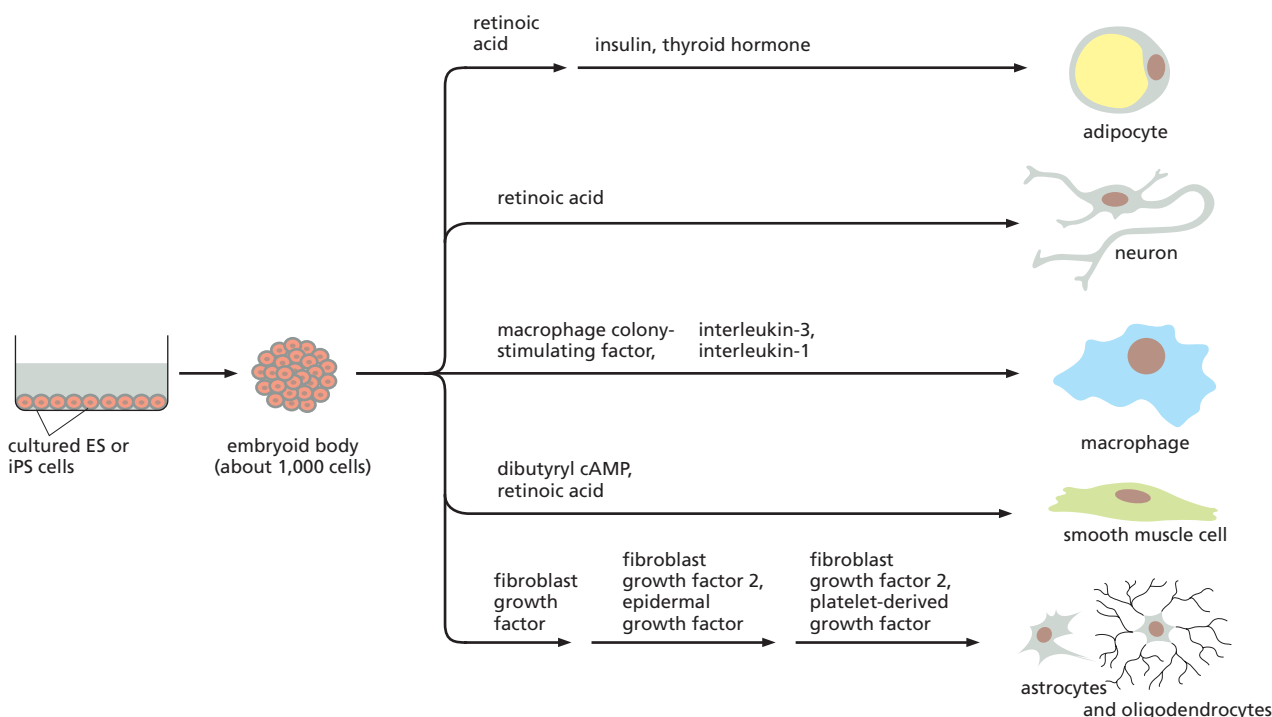 retinoic
acid
insulin, thyroid hormone
adipocyte
retinoic acid
neuron
macrophage colony-
stimulating factor,
interleukin-3,
interleukin-1
macrophage
cultured ES or
iPS cells
embryoid body
(about 1,000 cells)
dibutyryl cAMP,
retinoic acid
smooth muscle cell
fibroblast
growth
factor
fibroblast
growth factor 2,
epidermal
growth factor
fibroblast
growth factor 2,
platelet-derived
growth factor
astrocytes
and oligodendrocytes